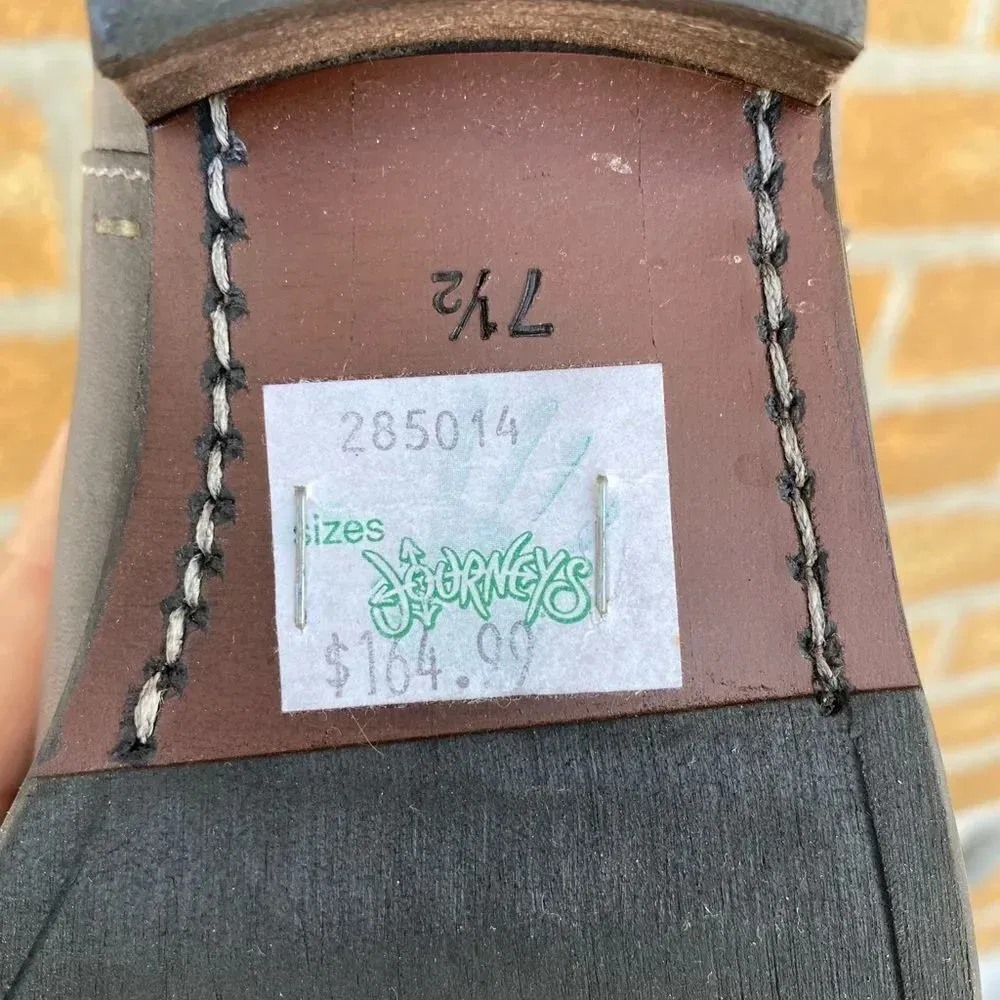 7½
285014
sizes
JOURNEYS
$164.99